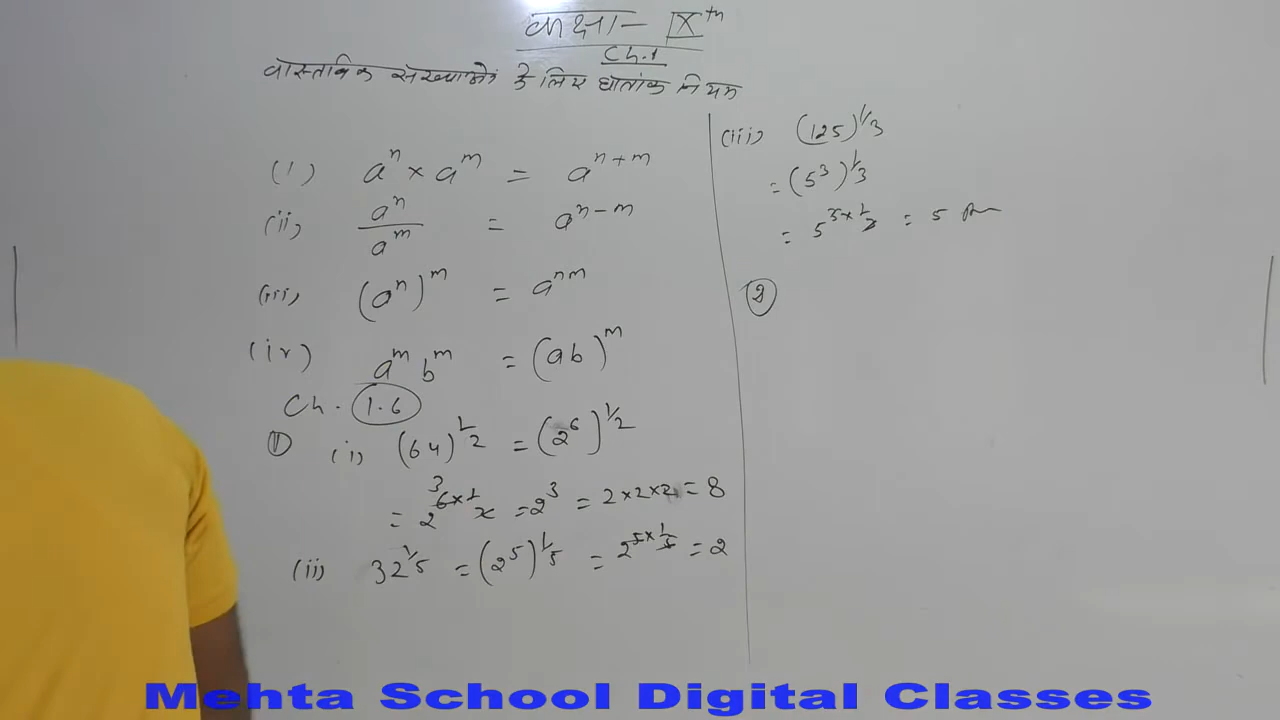 कक्षा - IXth
Ch.1
वास्तविक संख्याओं के लिए घातांक नियम
(i) aⁿ × aᵐ = aⁿ⁺ᵐ
(ii) aⁿ/aᵐ = aⁿ⁻ᵐ
(iii) (aⁿ)ᵐ = aⁿᵐ
(iv) aᵐ bᵐ = (ab)ᵐ
Ch. 1.6
① (i) (64)^1/2 = (2⁶)^1/2
= 2^6×1/2 3 = 2³ = 2×2×2 = 8
(ii) 32^1/5 = (2⁵)^1/5 = 2^5×1/5 = 2
(iii) (125)^1/3
= (5³)^1/3
= 5^3×1/3 = 5
②
Mehta School Digital Classes